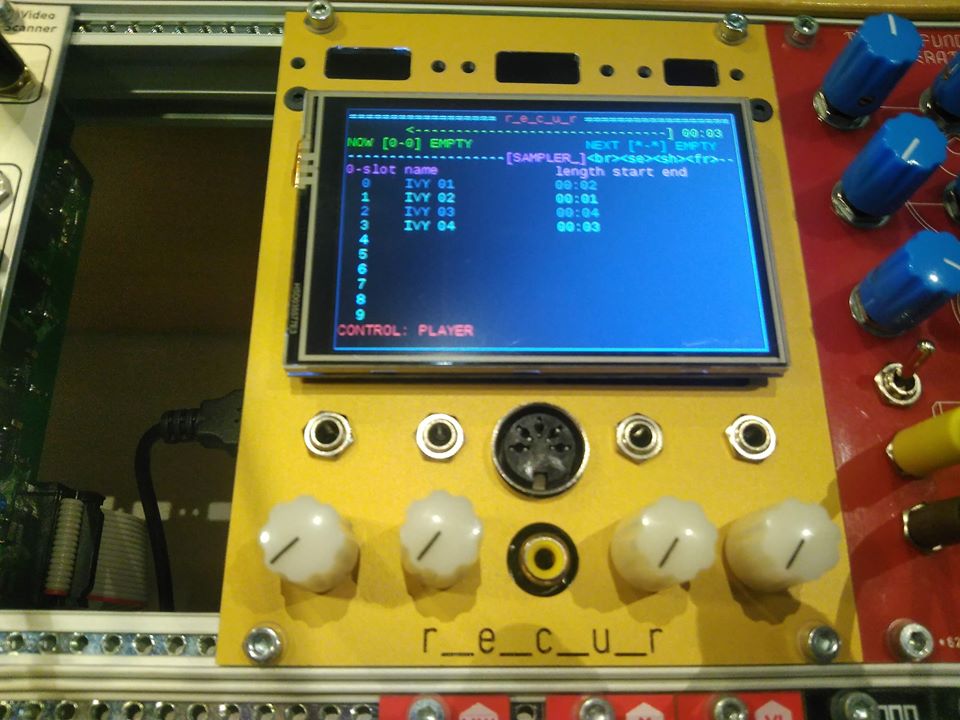 Video
Scanner
================== r_e_c_u_r ==================
<-------------------------------] 00:03
NOW [0-0] EMPTY NEXT [*-*] EMPTY
--------------------[SAMPLER_]<br><se><sh><fr>--
0-slot name length start end
0 IVY 01 00:02
1 IVY 02 00:01
2 IVY 03 00:04
3 IVY 04 00:03
4
5
6
7
8
9
CONTROL: PLAYER
r_e_c_u_r